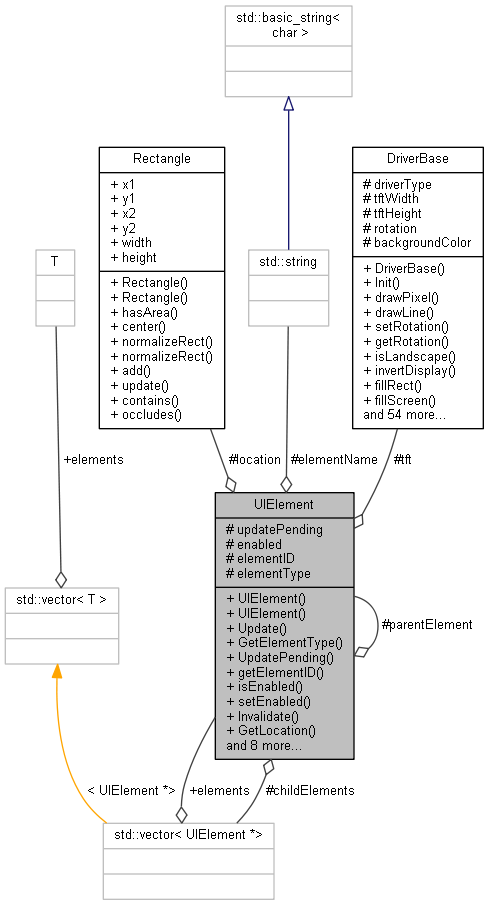 std::basic_string<
char >
Rectangle
+ x1
+ y1
+ x2
+ y2
+ width
+ height
+ Rectangle()
+ Rectangle()
+ hasArea()
+ center()
+ normalizeRect()
+ normalizeRect()
+ add()
+ update()
+ contains()
+ occludes()
DriverBase
# driverType
# tftWidth
# tftHeight
# rotation
# backgroundColor
+ DriverBase()
+ Init()
+ drawPixel()
+ drawLine()
+ setRotation()
+ getRotation()
+ isLandscape()
+ invertDisplay()
+ fillRect()
+ fillScreen()
and 54 more...
T
std::string
+elements
#location
#elementName
#tft
UIElement
# updatePending
# enabled
# elementID
# elementType
+ UIElement()
+ UIElement()
+ Update()
+ GetElementType()
+ UpdatePending()
+ getElementID()
+ isEnabled()
+ setEnabled()
+ Invalidate()
+ GetLocation()
and 8 more...
#parentElement
std::vector< T >
< UIElement *>
+elements
#childElements
std::vector< UIElement *>